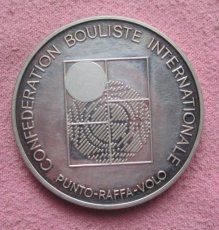 CONFEDERATION BOULISTE INTERNATIONALE
PUNTO-RAFFA-VOLO